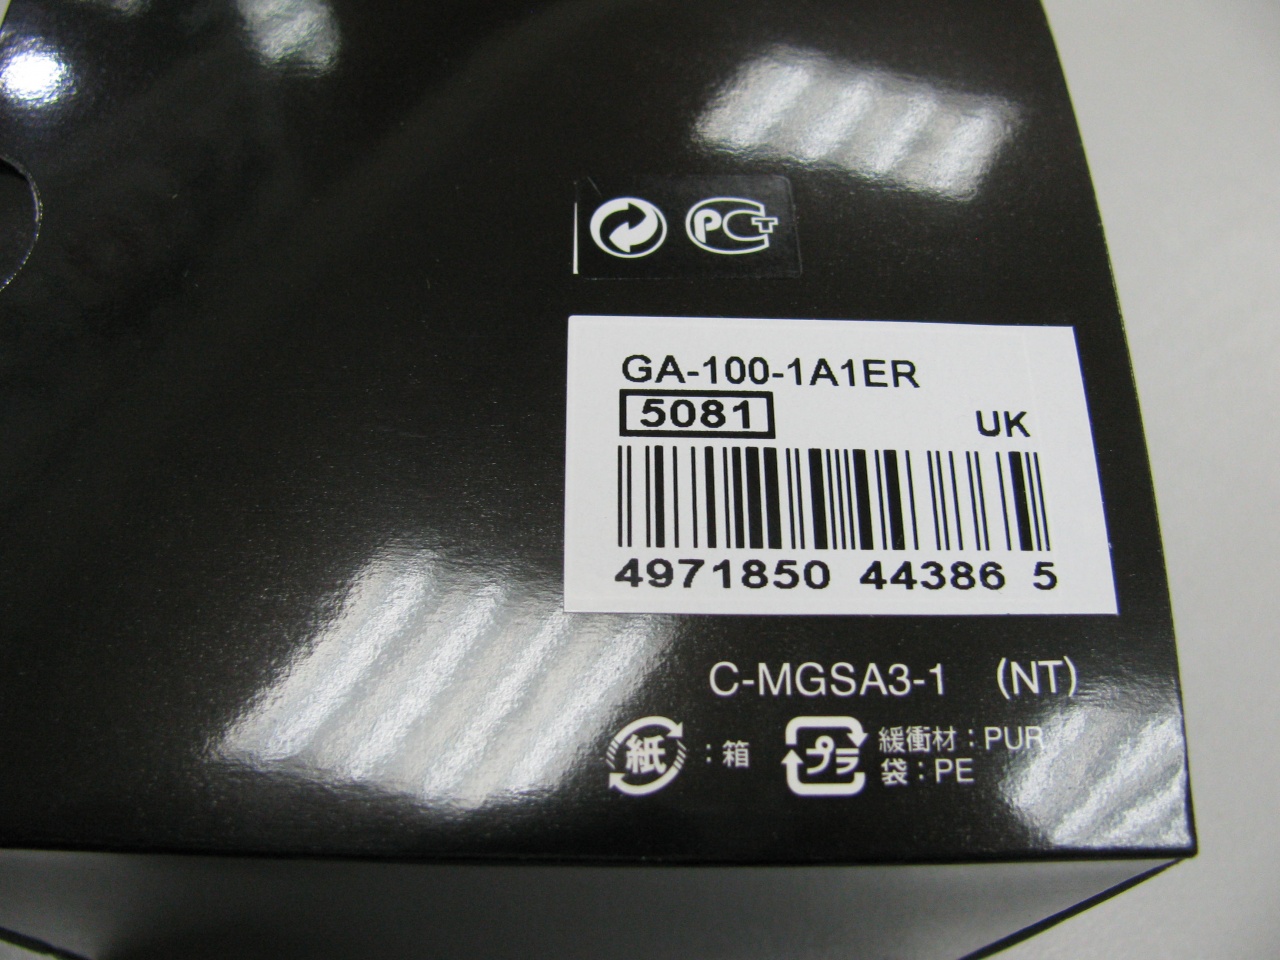 PCT
GA-100-1A1ER
5081
UK
4971850 44386 5
C-MGSA3-1 (NT)
紙 : 箱
プラ 緩衝材 : PUR
袋 : PE